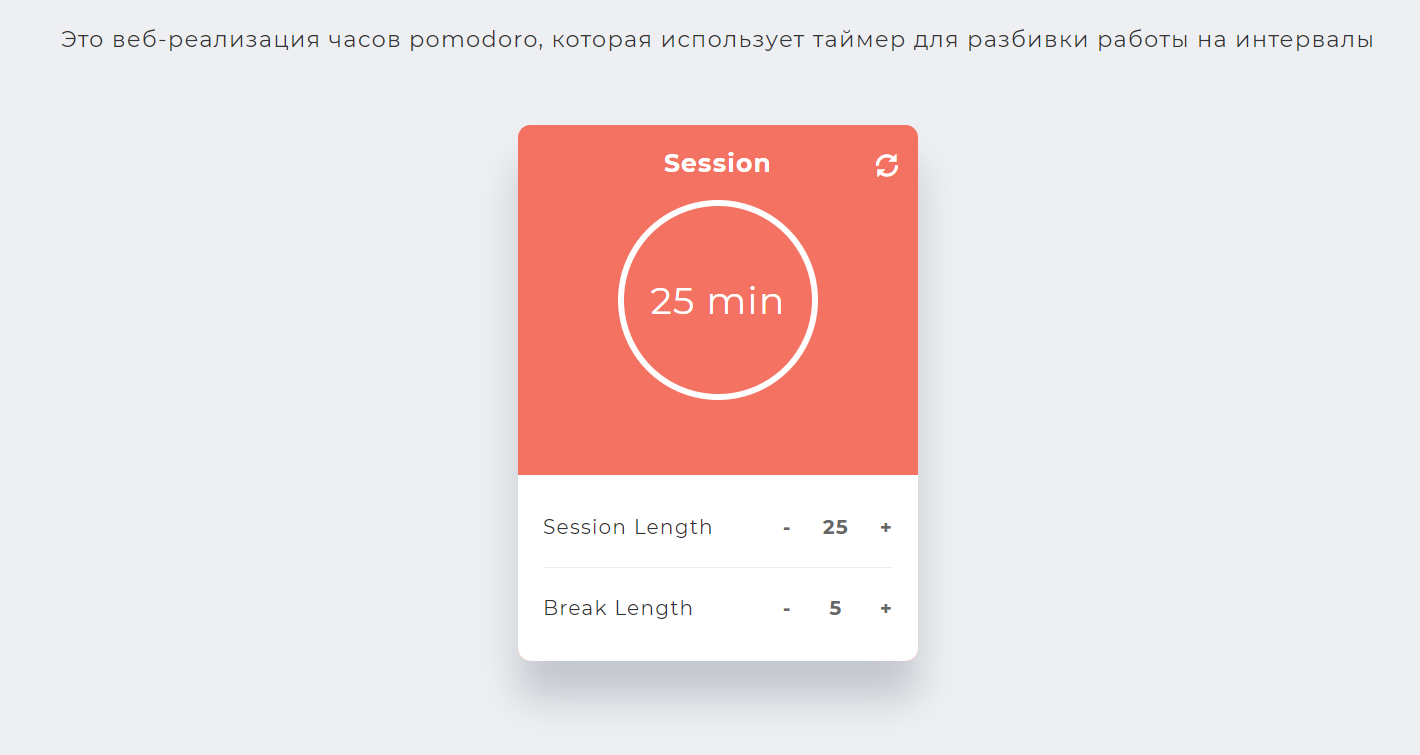 Это веб-реализация часов pomodoro, которая использует таймер для разбивки работы на интервалы
Session
25 min
Session Length - 25 +
Break Length - 5 +